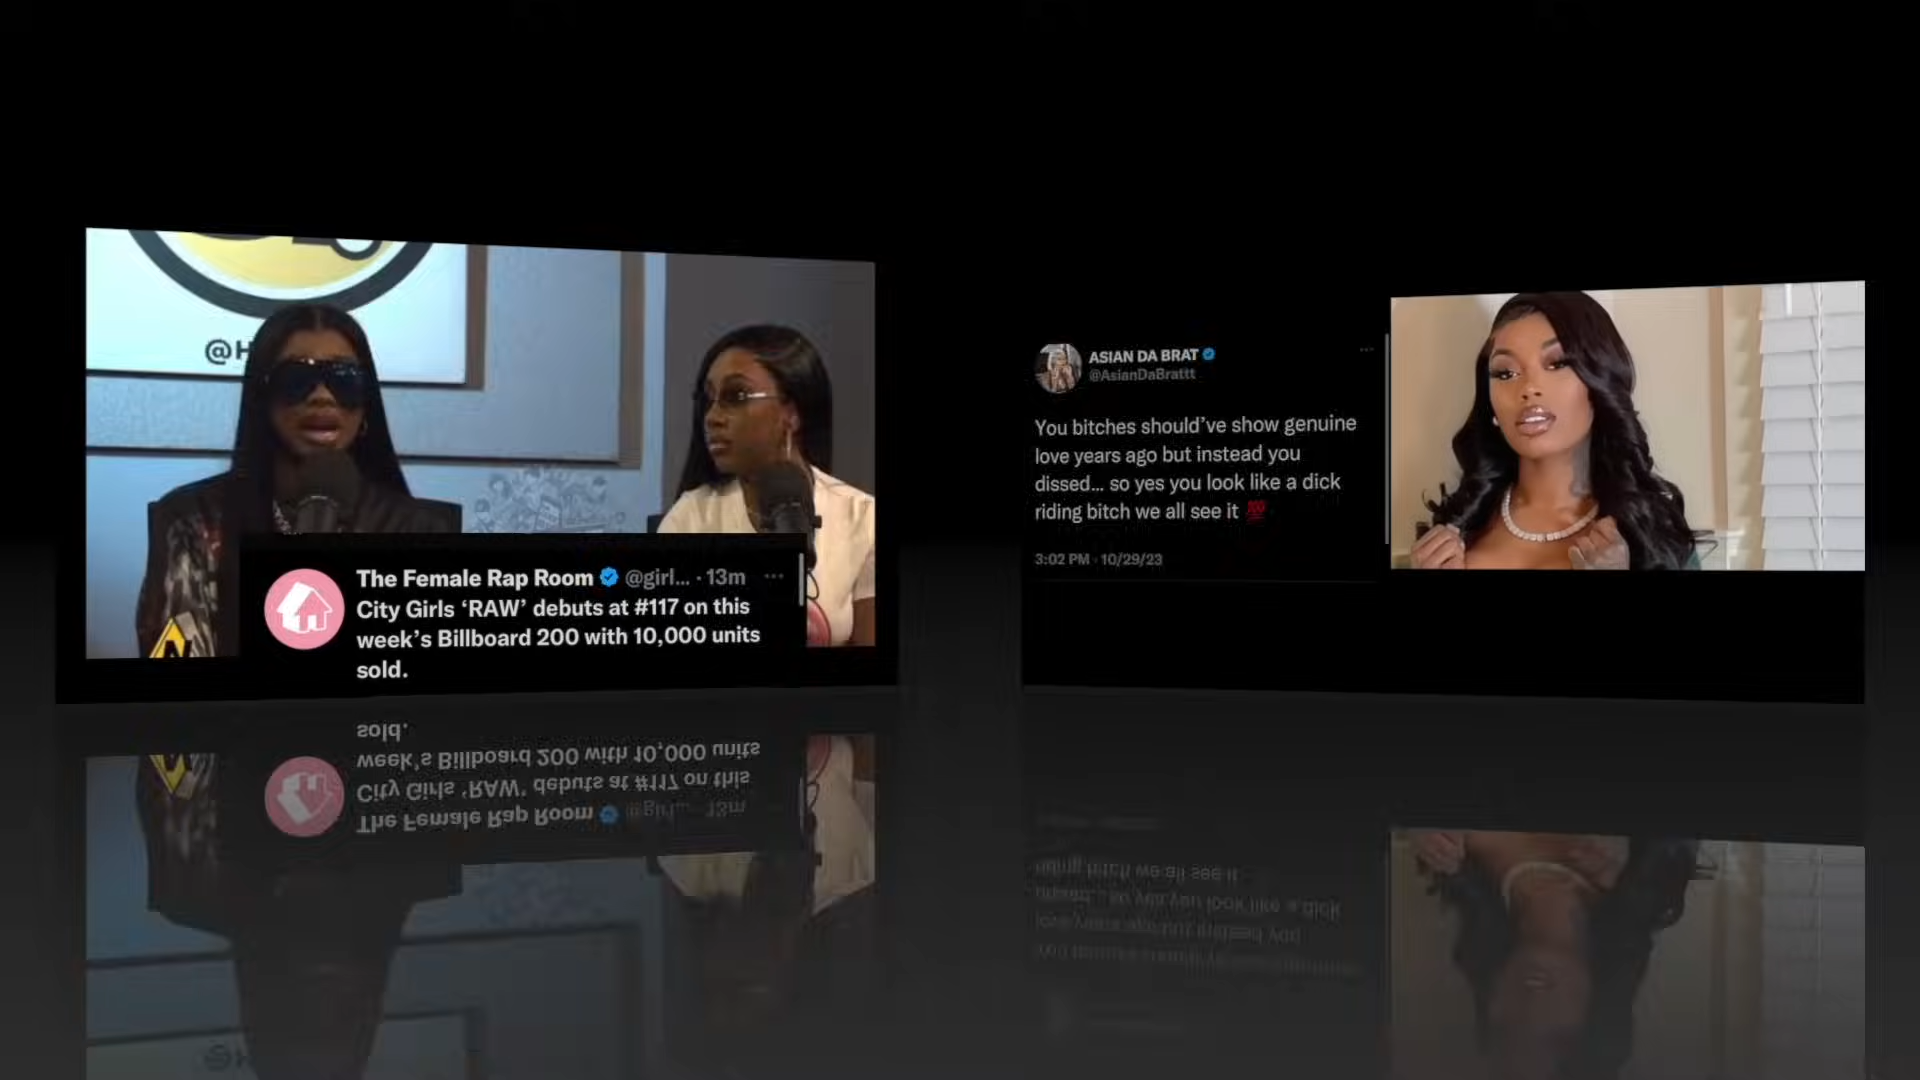 @H
The Female Rap Room @girl... · 13m ...
City Girls ‘RAW’ debuts at #117 on this
week’s Billboard 200 with 10,000 units
sold.
ASIAN DA BRAT
@AsianDaBrattt
You bitches should’ve show genuine
love years ago but instead you
dissed... so yes you look like a dick
riding bitch we all see it 💯
3:02 PM · 10/29/23